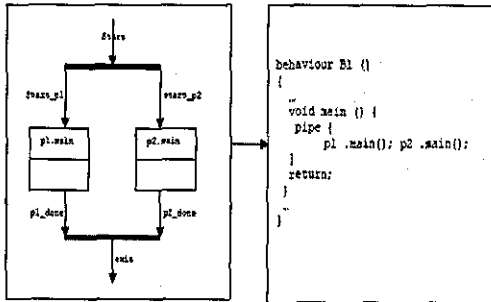 Start
Start_p1
start_p2
p1.main
p2.main
p1_done
p2_done
exis
behaviour B1 ()
{
..
void main () {
pipe {
p1 .main(); p2 .main();
}
return;
}
..
}